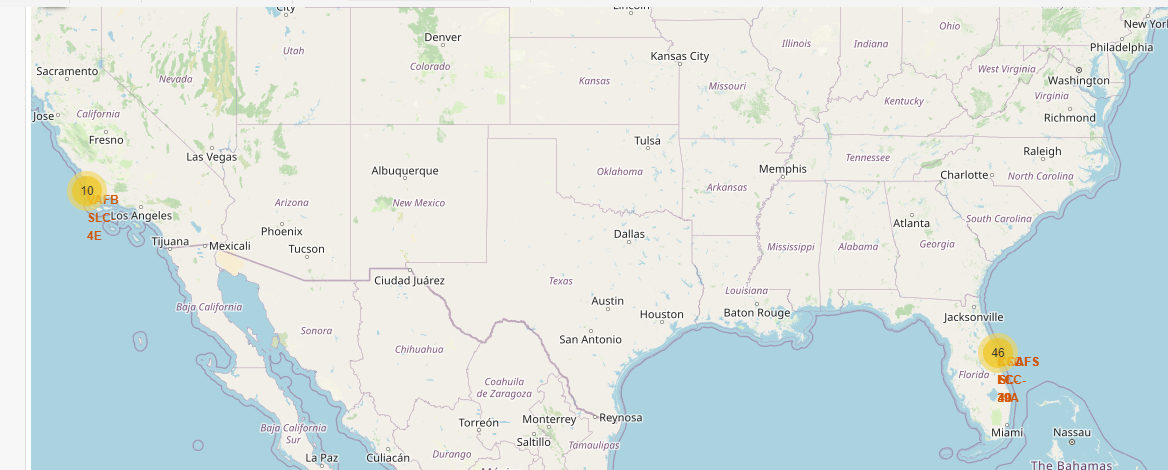 City
Lincoln
New York
Denver
Ohio
Illinois
Indiana
Philadelphia
Utah
Kansas City
Sacramento
Colorado
West Virginia
Nevada
Kansas
Washington
Missouri
Virginia
Kentucky
California
Jose
Richmond
Fresno
Tulsa
Raleigh
Las Vegas
Tennessee
Albuquerque
Oklahoma
Memphis
Charlotte
North Carolina
10
Arkansas
VAFB
SLC-
4E
Arizona
New Mexico
Los Angeles
South Carolina
Atlanta
Phoenix
Dallas
Tijuana
Mexicali
Tucson
Mississippi
Alabama
Georgia
Ciudad Juárez
Texas
Louisiana
Austin
Baja California
Houston
Baton Rouge
Jacksonville
Sonora
San Antonio
Chihuahua
46
Florida
Coahuila
de Zaragoza
Reynosa
Monterrey
Torreón
Baja California
Sur
Miami
Nassau
Saltillo
Tamaulipas
Durango
La Paz
Culiacán
The Bahamas